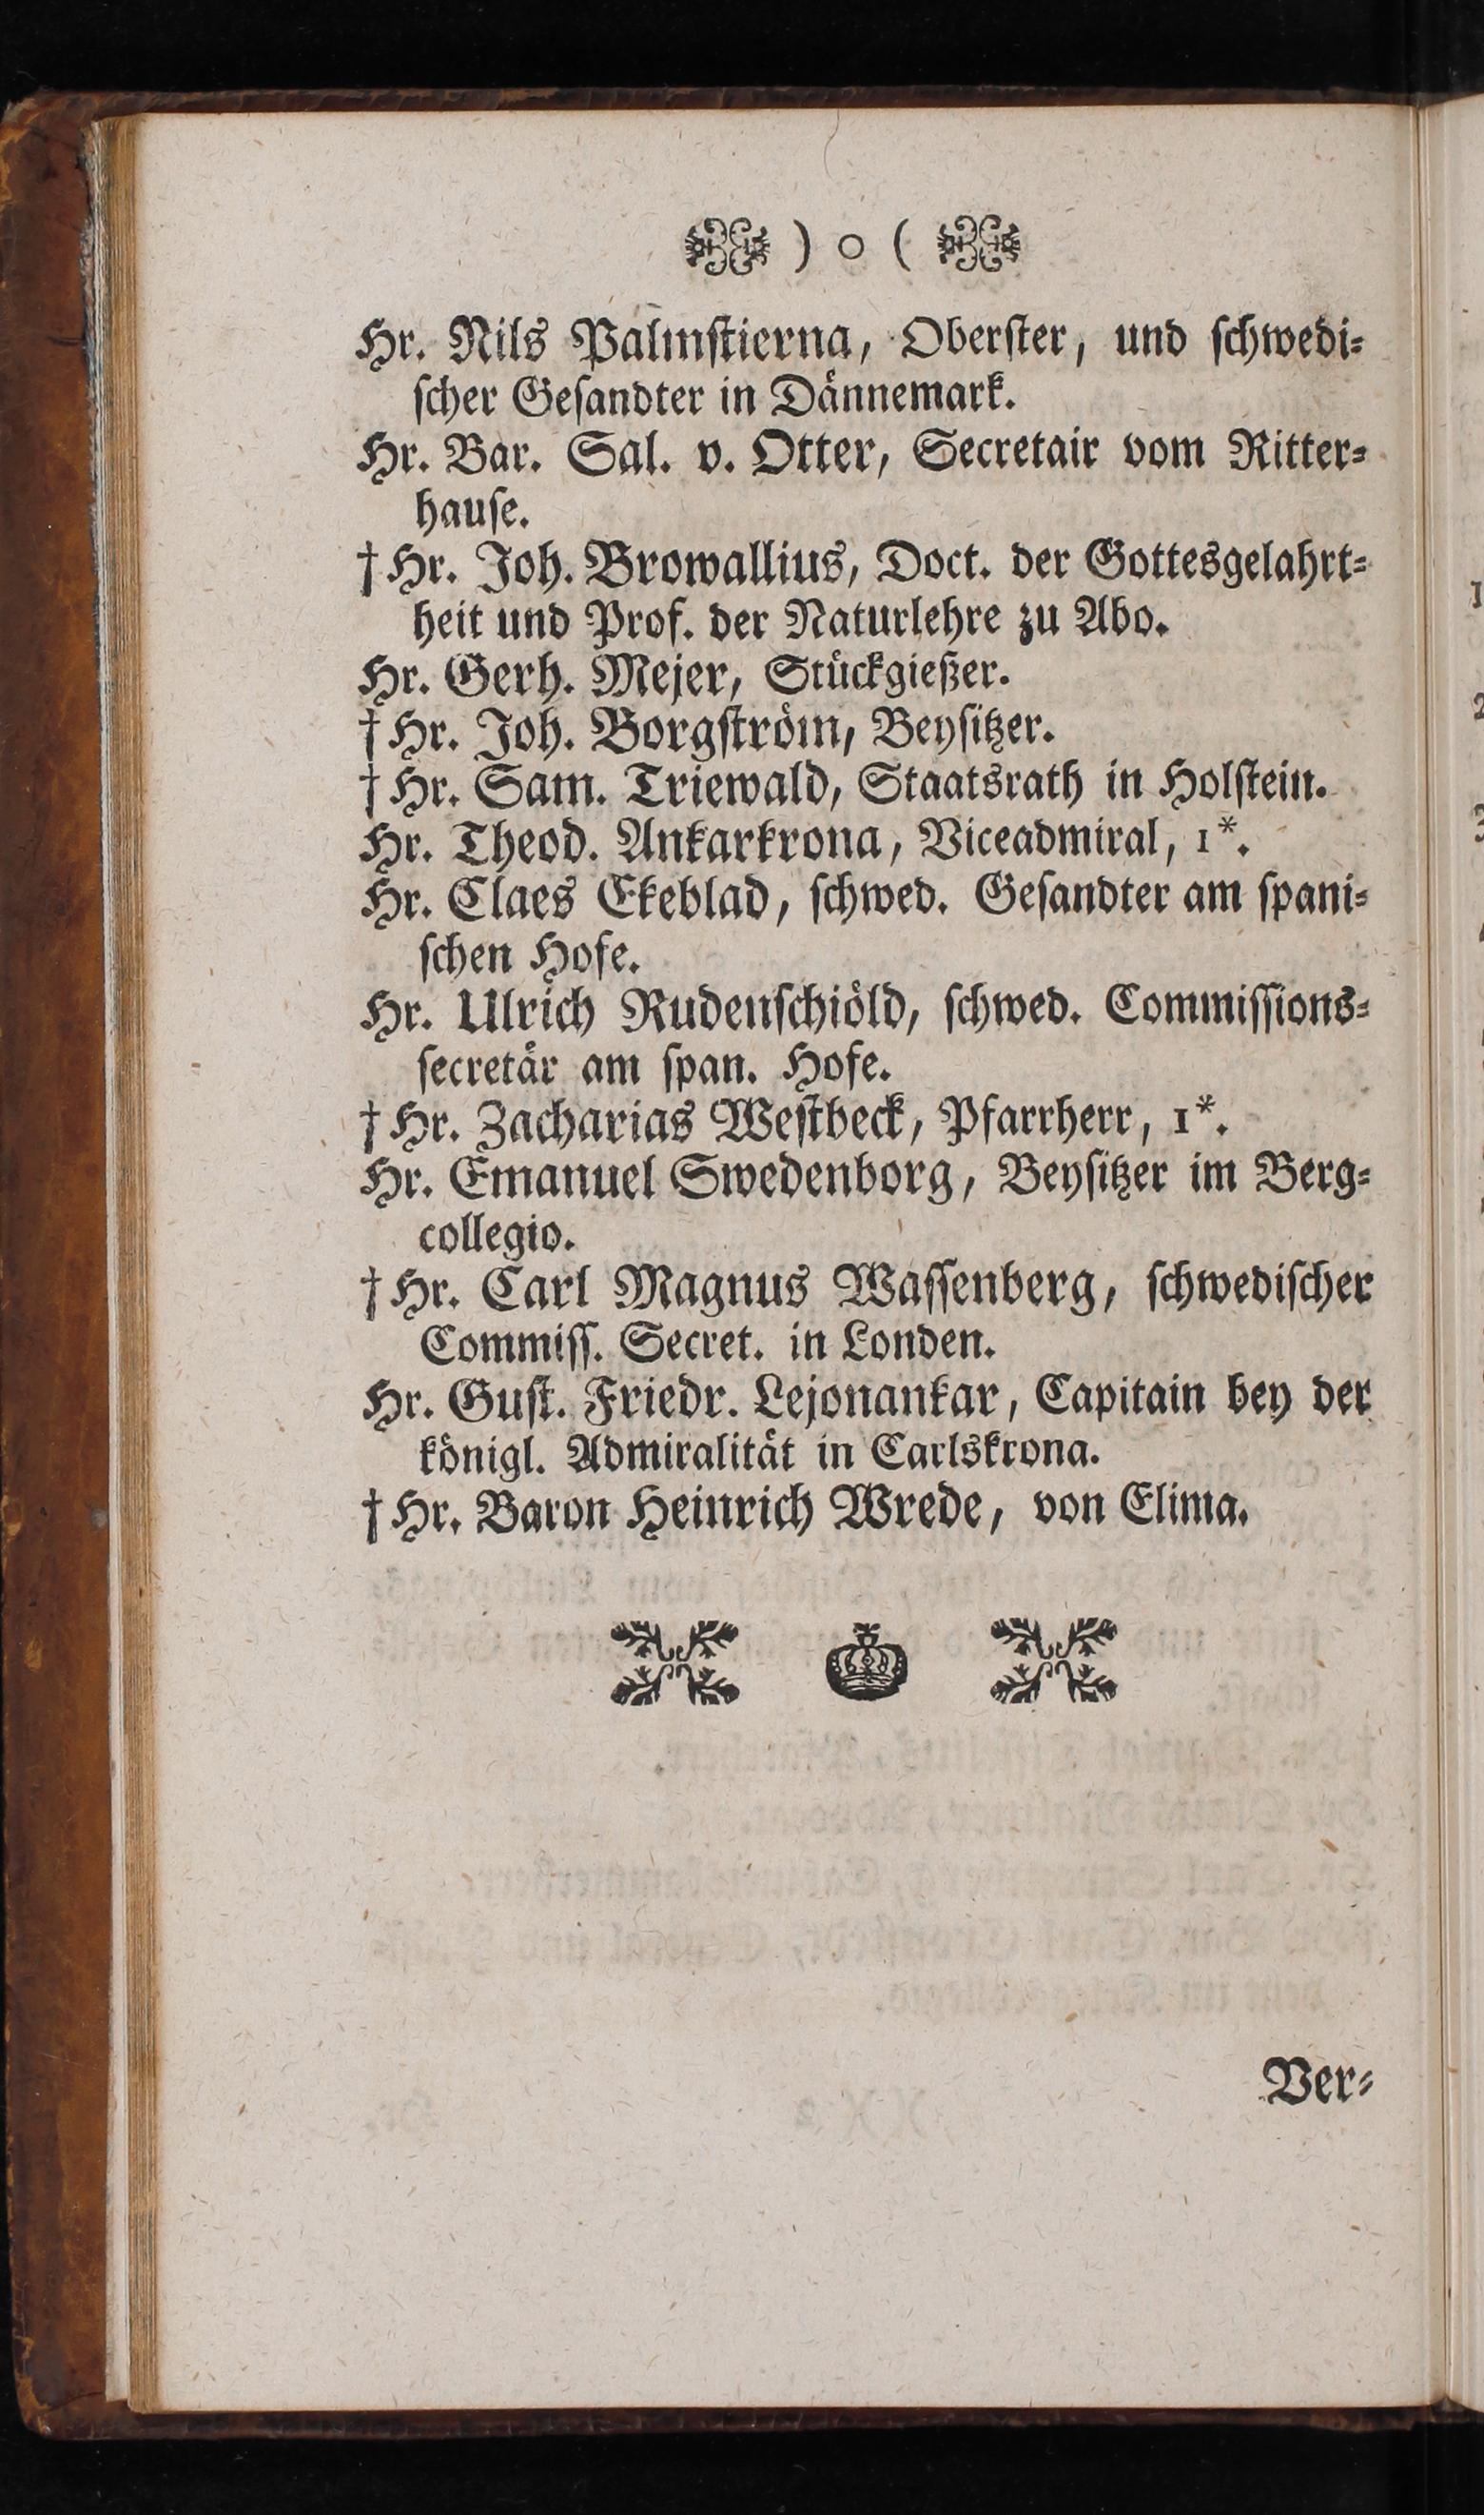 ) o (
Hr. Nils Palmstierna, Oberster, und schwedi⸗
scher Gesandter in Dännemark.
Hr. Bar. Sal. v. Otter, Secretair vom Ritter⸗
hause.
† Hr. Joh. Browallius, Doct. der Gottesgelahrt⸗
heit und Prof. der Naturlehre zu Abo.
Hr. Gerh. Mejer, Stückgießer.
† Hr. Joh. Borgström, Beysitzer.
† Hr. Sam. Triewald, Staatsrath in Holstein.
Hr. Theod. Ankarkrona, Viceadmiral, 1*.
Hr. Claes Ekeblad, schwed. Gesandter am spani⸗
schen Hofe.
Hr. Ulrich Rudenschiöld, schwed. Commissions⸗
secretär am span. Hofe.
† Hr. Zacharias Westbeck, Pfarrherr, 1*.
Hr. Emanuel Swedenborg, Beysitzer im Berg⸗
collegio.
† Hr. Carl Magnus Wassenberg, schwedischer
Commiss. Secret. in Londen.
Hr. Gust. Friedr. Lejonankar, Capitain bey der
königl. Admiralität in Carlskrona.
† Hr. Baron Heinrich Wrede, von Elima.
Ver⸗